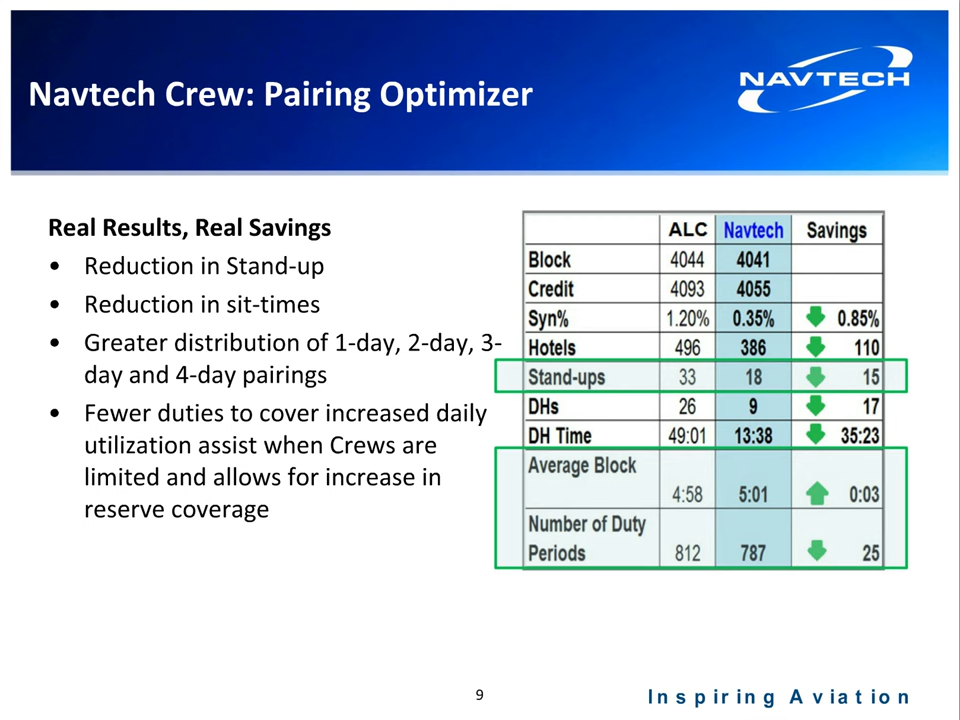 Navtech Crew: Pairing Optimizer
NAVTECH
Real Results, Real Savings
• Reduction in Stand-up
• Reduction in sit-times
• Greater distribution of 1-day, 2-day, 3-
day and 4-day pairings
• Fewer duties to cover increased daily
utilization assist when Crews are
limited and allows for increase in
reserve coverage
ALC Navtech Savings
Block 4044 4041
Credit 4093 4055
Syn% 1.20% 0.35% 0.85%
Hotels 496 386 110
Stand-ups 33 18 15
DHs 26 9 17
DH Time 49:01 13:38 35:23
Average Block
4:58 5:01 0:03
Number of Duty
Periods 812 787 25
9
Inspiring Aviation